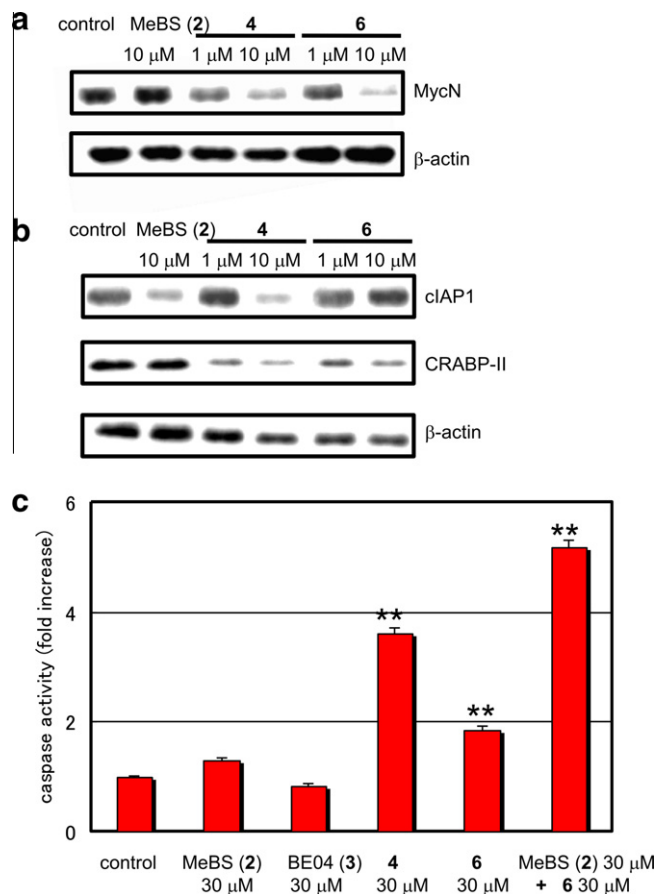 a
control MeBS (2) 4 6
10 μM 1 μM 10 μM 1 μM 10 μM
MycN
β-actin
b
control MeBS (2) 4 6
10 μM 1 μM 10 μM 1 μM 10 μM
cIAP1
CRABP-II
β-actin
c
caspase activity (fold increase)
6
4
2
0
**
**
**
control MeBS (2) BE04 (3) 4 6 MeBS (2) 30 μM
30 μM 30 μM 30 μM 30 μM + 6 30 μM